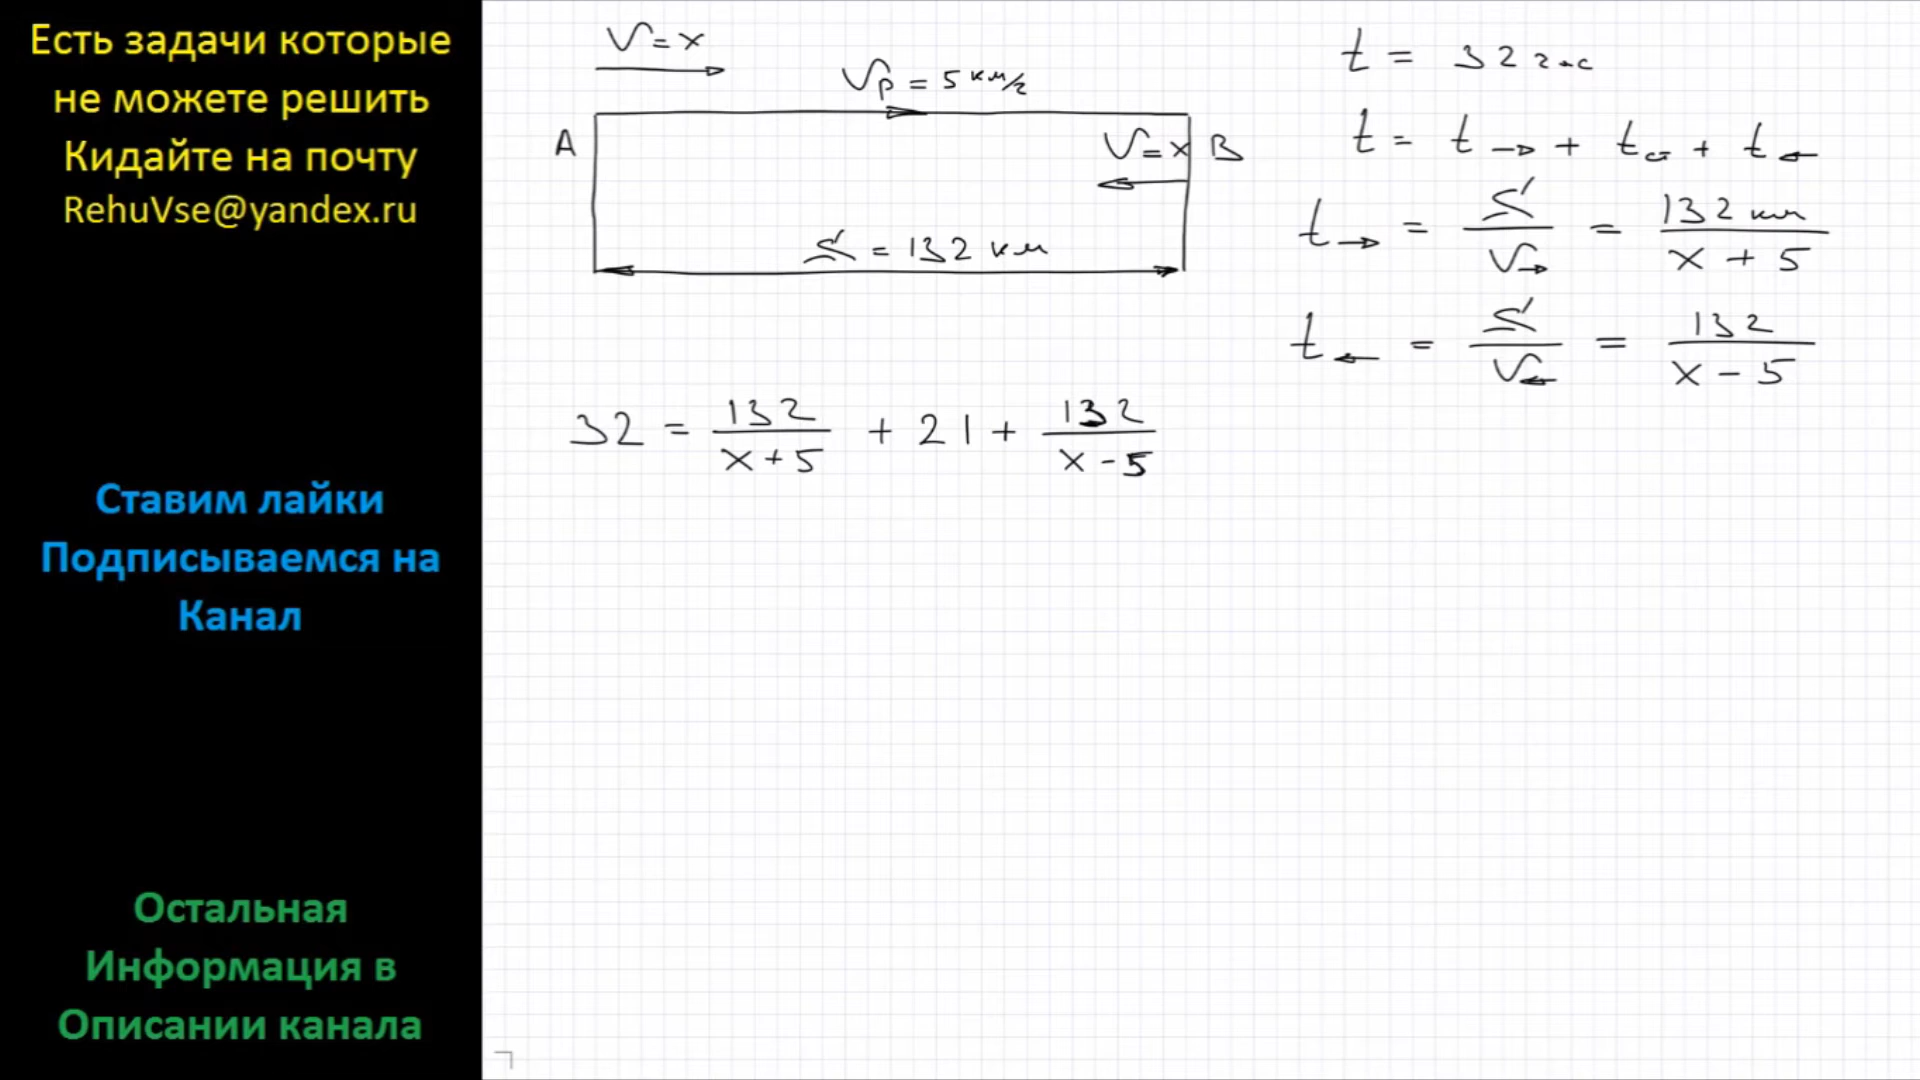 Есть задачи которые
не можете решить
Кидайте на почту
RehuVse@yandex.ru
Ставим лайки
Подписываемся на
Канал
Остальная
Информация в
Описании канала
V = x
Vр = 5 км/ч
A
V = x B
S = 132 км
t = 32 час
t = t→ + tст + t←
t→ = S/V→ = 132 км/(x + 5)
t← = S/V← = 132/(x - 5)
32 = 132/(x + 5) + 21 + 132/(x - 5)